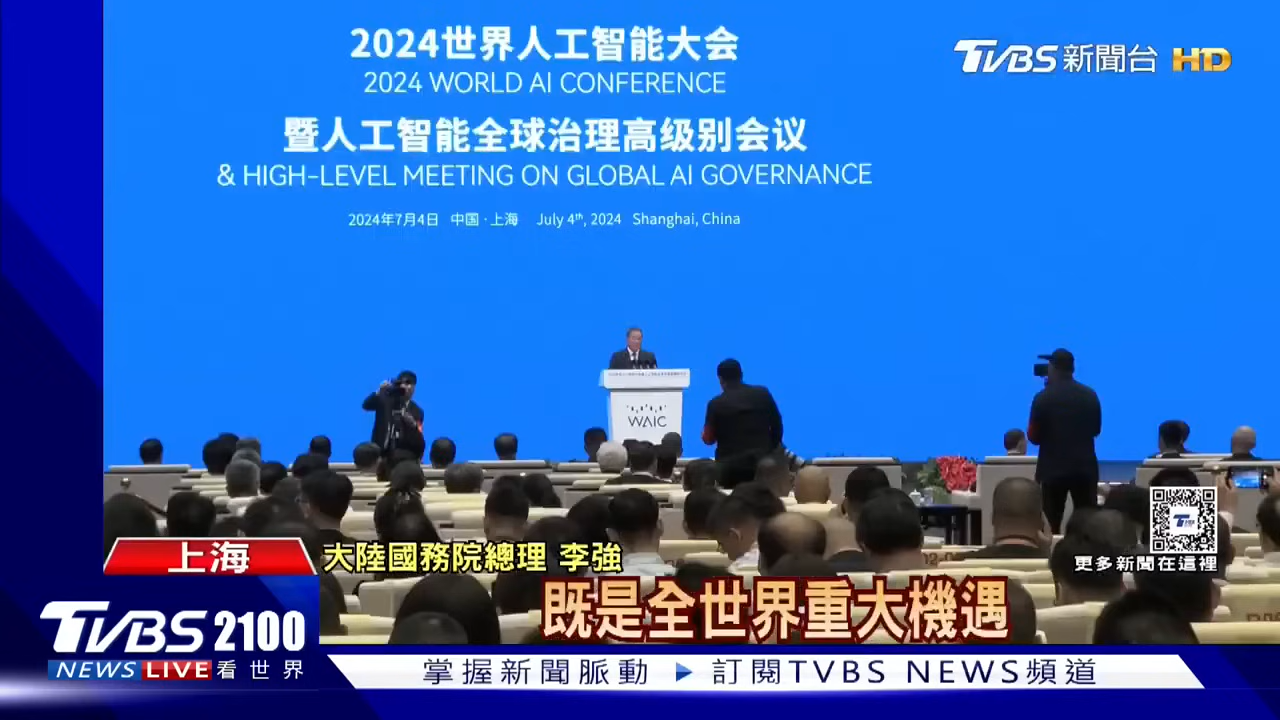 2024世界人工智能大会
2024 WORLD AI CONFERENCE
暨人工智能全球治理高级别会议
& HIGH-LEVEL MEETING ON GLOBAL AI GOVERNANCE
2024年7月4日 中国·上海 July 4th, 2024 Shanghai, China
TVBS新聞台 HD
WAIC
更多新聞在這裡
上海
大陸國務院總理 李強
既是全世界重大機遇
TVBS 2100
NEWS LIVE 看世界
掌握新聞脈動 ▶ 訂閱TVBS NEWS頻道